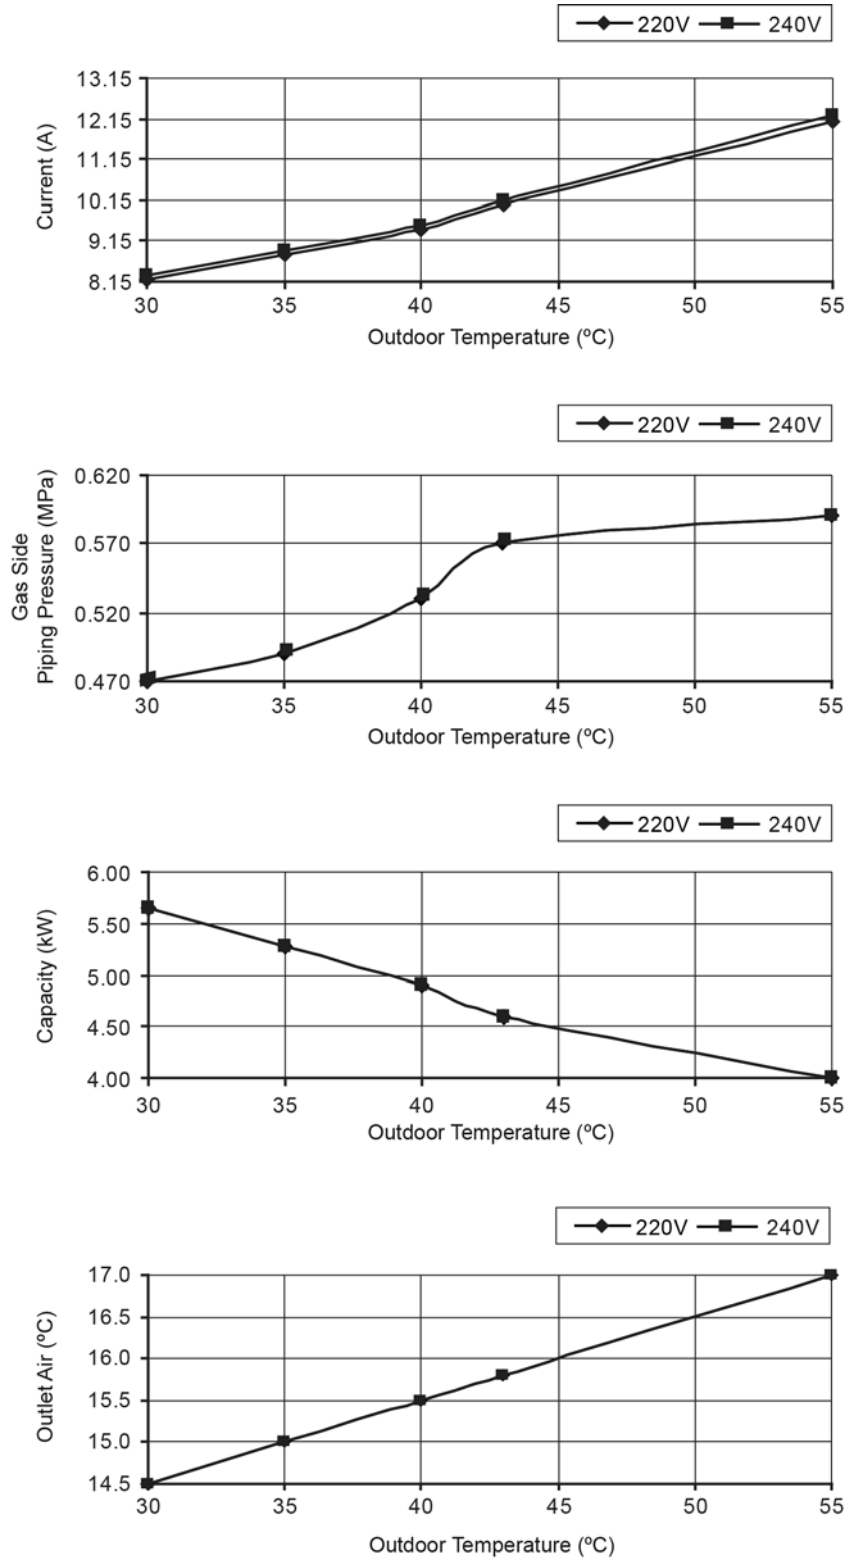 220V 240V
13.15
12.15
11.15
10.15
9.15
8.15
Current (A)
30 35 40 45 50 55
Outdoor Temperature (ºC)
220V 240V
0.620
0.570
0.520
0.470
Gas Side
Piping Pressure (MPa)
30 35 40 45 50 55
Outdoor Temperature (ºC)
220V 240V
6.00
5.50
5.00
4.50
4.00
Capacity (kW)
30 35 40 45 50 55
Outdoor Temperature (ºC)
220V 240V
17.0
16.5
16.0
15.5
15.0
14.5
Outlet Air (ºC)
30 35 40 45 50 55
Outdoor Temperature (ºC)